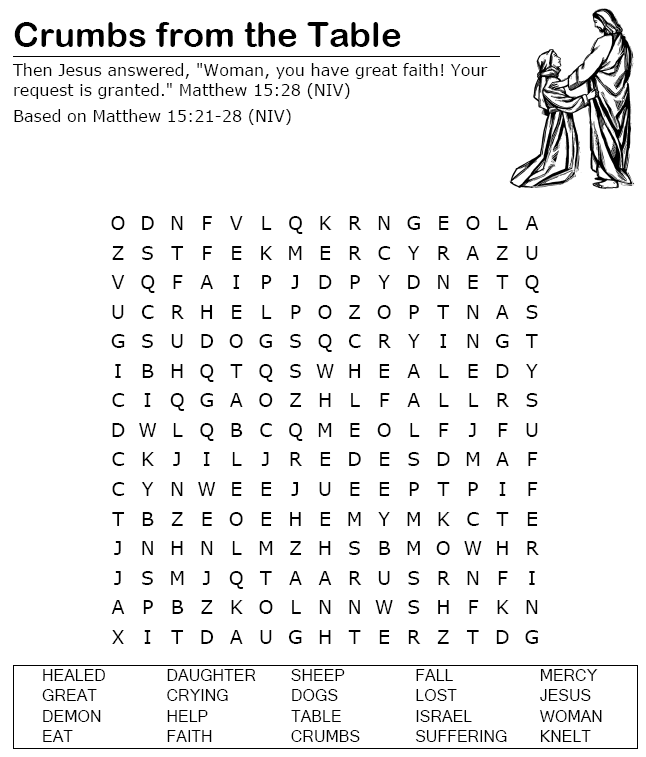 Crumbs from the Table
Then Jesus answered, "Woman, you have great faith! Your
request is granted." Matthew 15:28 (NIV)
Based on Matthew 15:21-28 (NIV)
O D N F V L Q K R N G E O L A
Z S T F E K M E R C Y R A Z U
V Q F A I P J D P Y D N E T Q
U C R H E L P O Z O P T N A S
G S U D O G S Q C R Y I N G T
I B H Q T Q S W H E A L E D Y
C I Q G A O Z H L F A L L R S
D W L Q B C Q M E O L F J F U
C K J I L J R E D E S D M A F
C Y N W E E J U E E P T P I F
T B Z E O E H E M Y M K C T E
J N H N L M Z H S B M O W H R
J S M J Q T A A R U S R N F I
A P B Z K O L N N W S H F K N
X I T D A U G H T E R Z T D G
HEALED DAUGHTER SHEEP FALL MERCY
GREAT CRYING DOGS LOST JESUS
DEMON HELP TABLE ISRAEL WOMAN
EAT FAITH CRUMBS SUFFERING KNELT